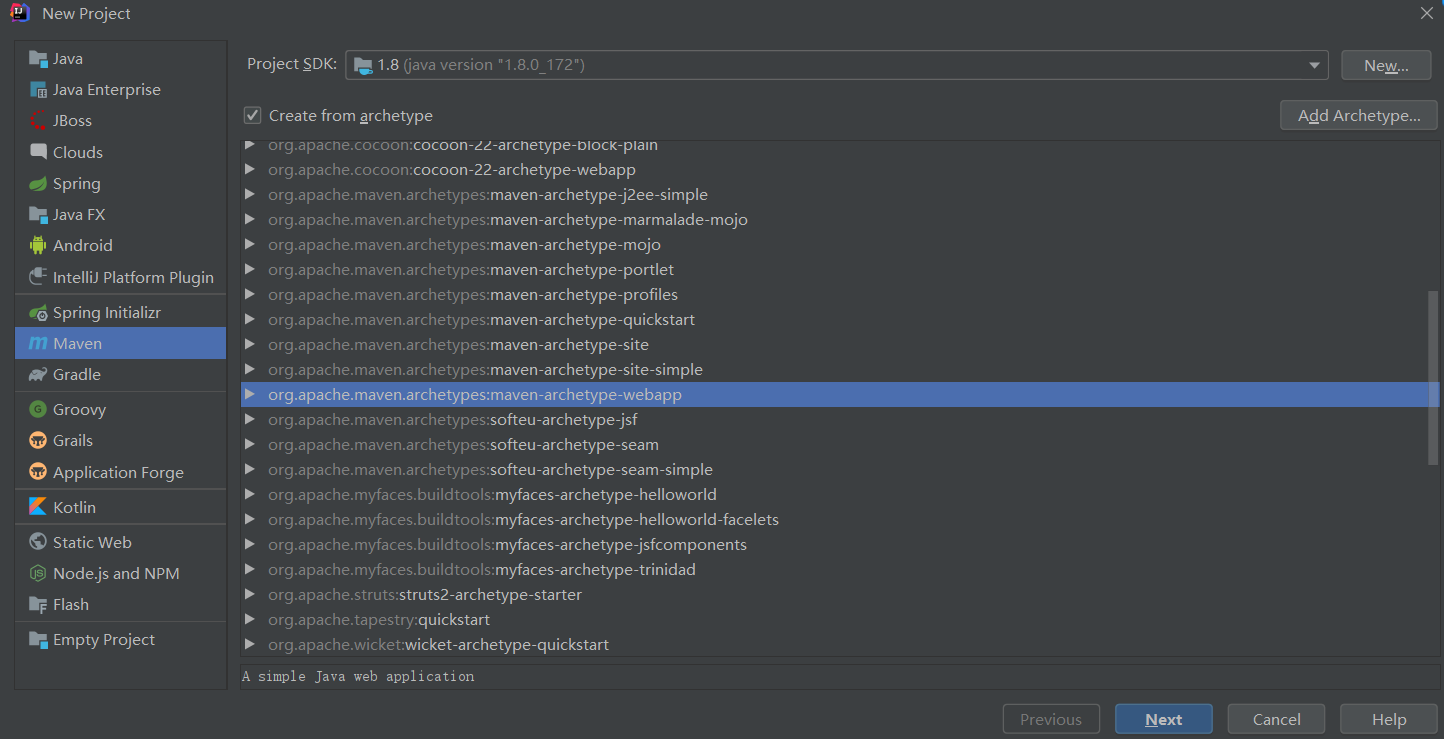 New Project
Java
Java Enterprise
JBoss
Clouds
Spring
Java FX
Android
IntelliJ Platform Plugin
Spring Initializr
Maven
Gradle
Groovy
Grails
Application Forge
Kotlin
Static Web
Node.js and NPM
Flash
Empty Project
Project SDK: 1.8 (java version "1.8.0_172") New...
Create from archetype Add Archetype...
org.apache.cocoon:cocoon-22-archetype-block-plain
org.apache.cocoon:cocoon-22-archetype-webapp
org.apache.maven.archetypes:maven-archetype-j2ee-simple
org.apache.maven.archetypes:maven-archetype-marmalade-mojo
org.apache.maven.archetypes:maven-archetype-mojo
org.apache.maven.archetypes:maven-archetype-portlet
org.apache.maven.archetypes:maven-archetype-profiles
org.apache.maven.archetypes:maven-archetype-quickstart
org.apache.maven.archetypes:maven-archetype-site
org.apache.maven.archetypes:maven-archetype-site-simple
org.apache.maven.archetypes:maven-archetype-webapp
org.apache.maven.archetypes:softeu-archetype-jsf
org.apache.maven.archetypes:softeu-archetype-seam
org.apache.maven.archetypes:softeu-archetype-seam-simple
org.apache.myfaces.buildtools:myfaces-archetype-helloworld
org.apache.myfaces.buildtools:myfaces-archetype-helloworld-facelets
org.apache.myfaces.buildtools:myfaces-archetype-jsfcomponents
org.apache.myfaces.buildtools:myfaces-archetype-trinidad
org.apache.struts:struts2-archetype-starter
org.apache.tapestry:quickstart
org.apache.wicket:wicket-archetype-quickstart
A simple Java web application
Previous Next Cancel Help